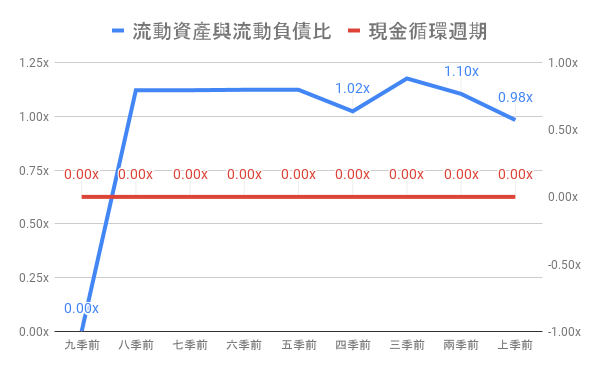 流動資產與流動負債比 現金循環週期
1.25x 1.00x
1.02x 1.10x
0.98x
1.00x 0.50x
0.75x 0.00x 0.00x 0.00x 0.00x 0.00x 0.00x 0.00x 0.00x 0.00x
0.00x
0.50x
0.25x -0.50x
0.00x
0.00x -1.00x
九季前 八季前 七季前 六季前 五季前 四季前 三季前 兩季前 上季前